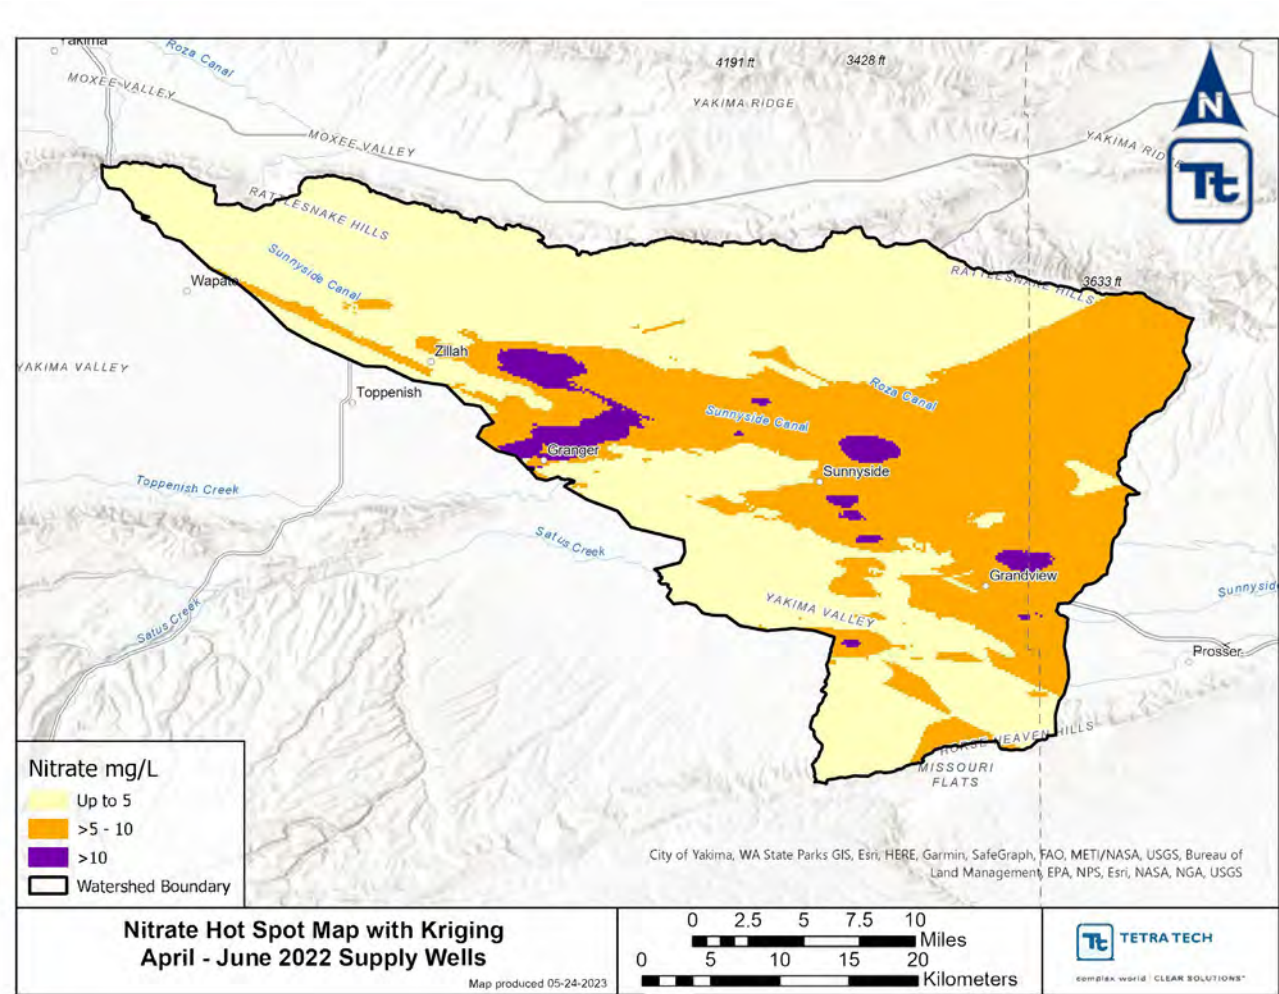 Yakima
Roza Canal
4191 ft
3428 ft
MOXEE VALLEY
YAKIMA RIDGE
N
MOXEE VALLEY
YAKIMA RIDGE
Tt
RATTLESNAKE HILLS
Sunnyside Canal
RATTLESNAKE HILLS
3633 ft
Wapato
Zillah
YAKIMA VALLEY
Toppenish
Roza Canal
Sunnyside Canal
Granger
Sunnyside
Toppenish Creek
Satus Creek
Grandview
Sunnyside
YAKIMA VALLEY
Satus Creek
Prosser
HORSE HEAVEN HILLS
MISSOURI
FLATS
Nitrate mg/L
Up to 5
>5 - 10
>10
Watershed Boundary
City of Yakima, WA State Parks GIS, Esri, HERE, Garmin, SafeGraph, FAO, METI/NASA, USGS, Bureau of
Land Management, EPA, NPS, Esri, NASA, NGA, USGS
Nitrate Hot Spot Map with Kriging
April - June 2022 Supply Wells
Map produced 05-24-2023
0 2.5 5 7.5 10
Miles
0 5 10 15 20
Kilometers
Tt TETRA TECH
complex world | CLEAR SOLUTIONS™